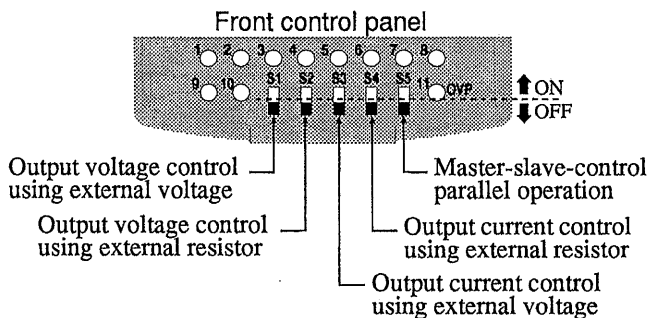 Front control panel
1 2 3 4 5 6 7 8
9 10 S1 S2 S3 S4 S5 11 OVP
ON
OFF
Output voltage control
using external voltage
Master-slave-control
parallel operation
Output voltage control
using external resistor
Output current control
using external resistor
Output current control
using external voltage